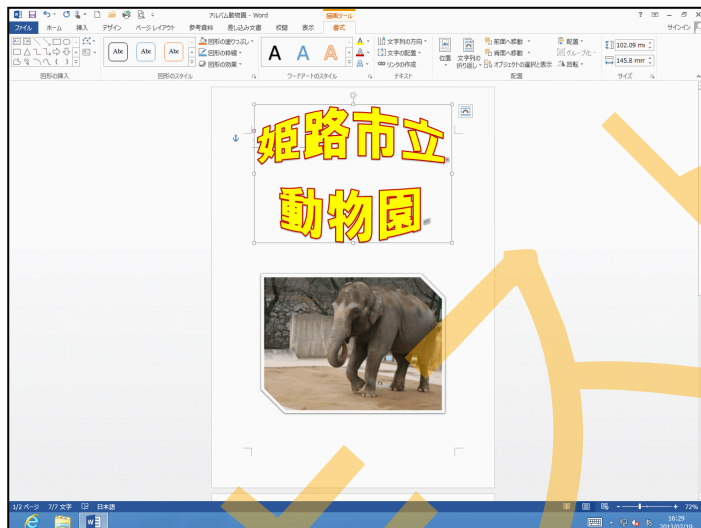 アルバム動物園 - Word
描画ツール
ファイル ホーム 挿入 デザイン ページ レイアウト 参考資料 差し込み文書 校閲 表示 書式 サインイン
Abc Abc Abc
図形の塗りつぶし
図形の枠線
図形の効果
A A A
文字列の方向
文字の配置
リンクの作成
位置
文字列の
折り返し
前面へ移動
背面へ移動
オブジェクトの選択と表示
配置
グループ化
回転
102.09 mm
145.8 mm
図形の挿入 図形のスタイル ワードアートのスタイル テキスト 配置 サイズ
姫路市立
動物園
1/2 ページ 7/7 文字 日本語 72%
16:29
2013/02/19